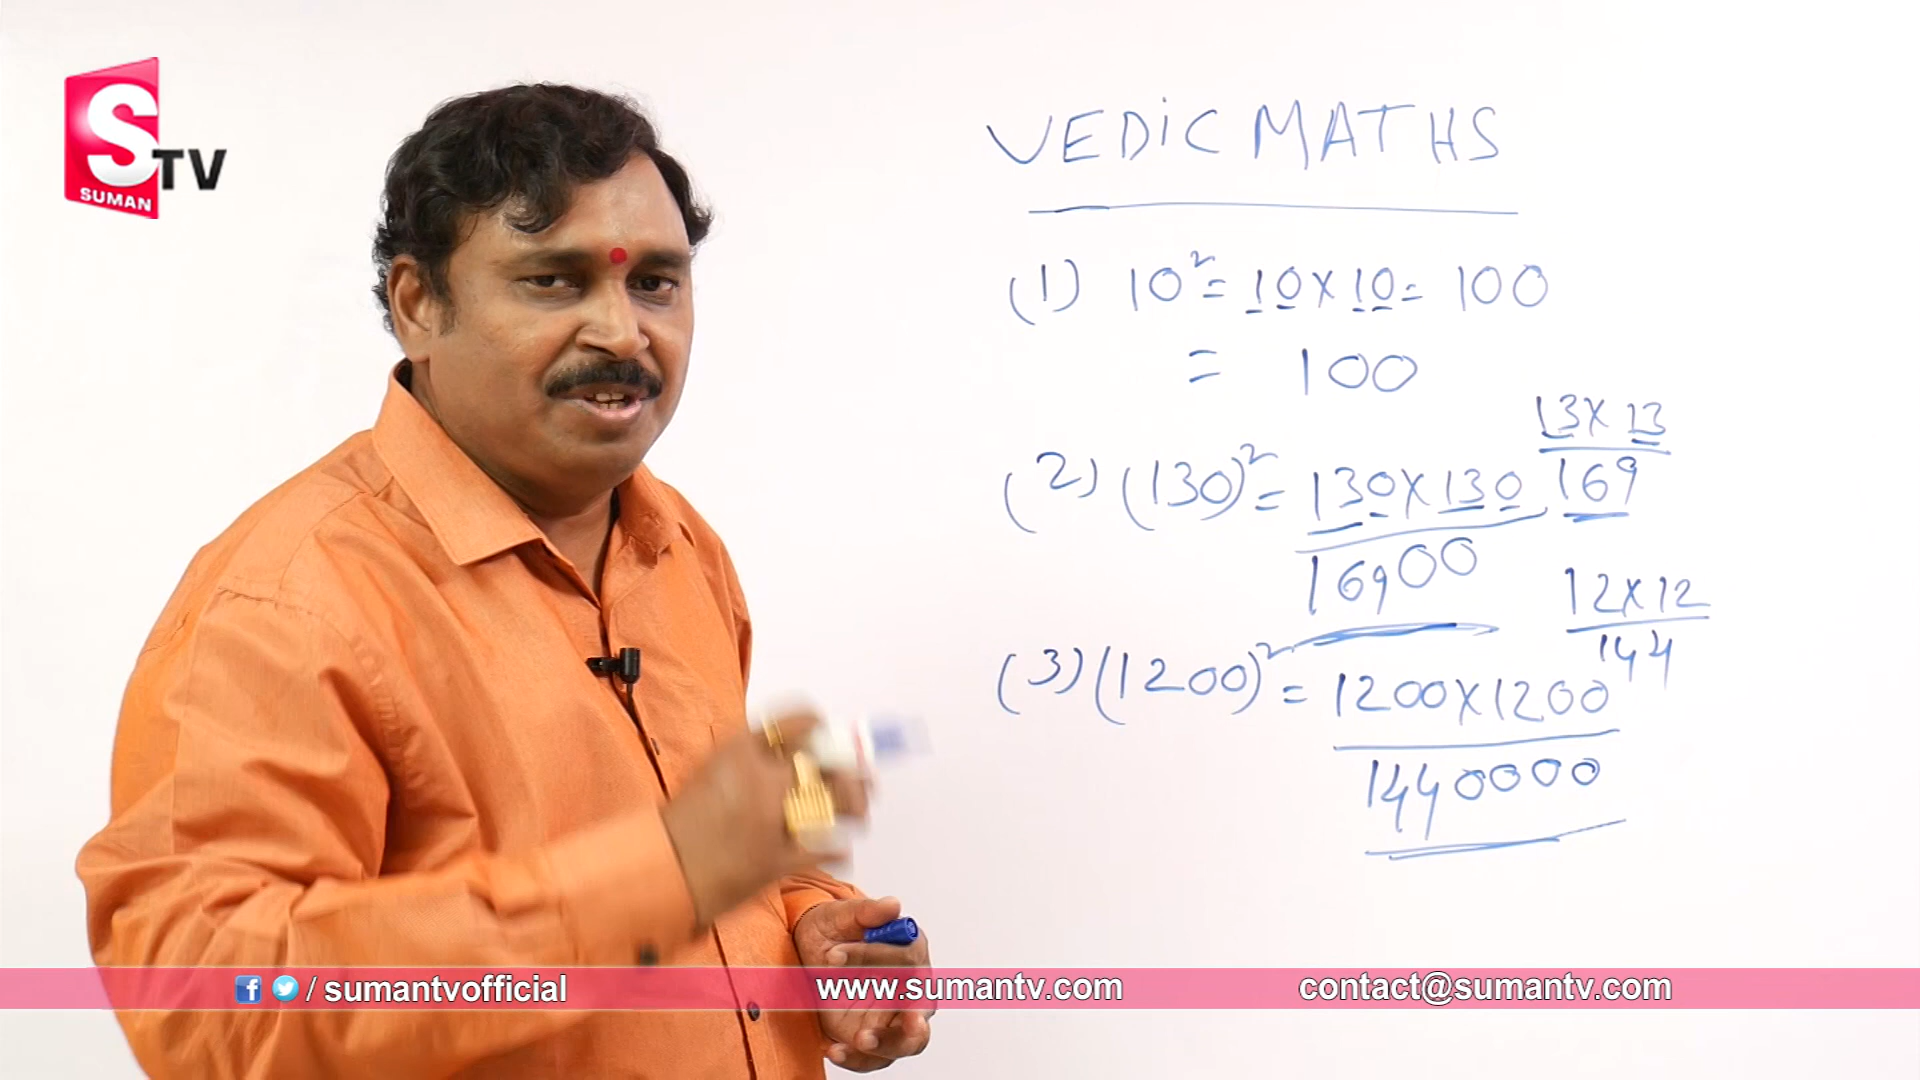 S
TV
SUMAN
VEDIC MATHS
(1) 10² = 10 x 10 = 100
= 100
13 x 13
169
(2) (130)² = 130 x 130
16900
12 x 12
144
(3) (1200)² = 1200 x 1200
1440000
/ sumantvofficial
www.sumantv.com
contact@sumantv.com